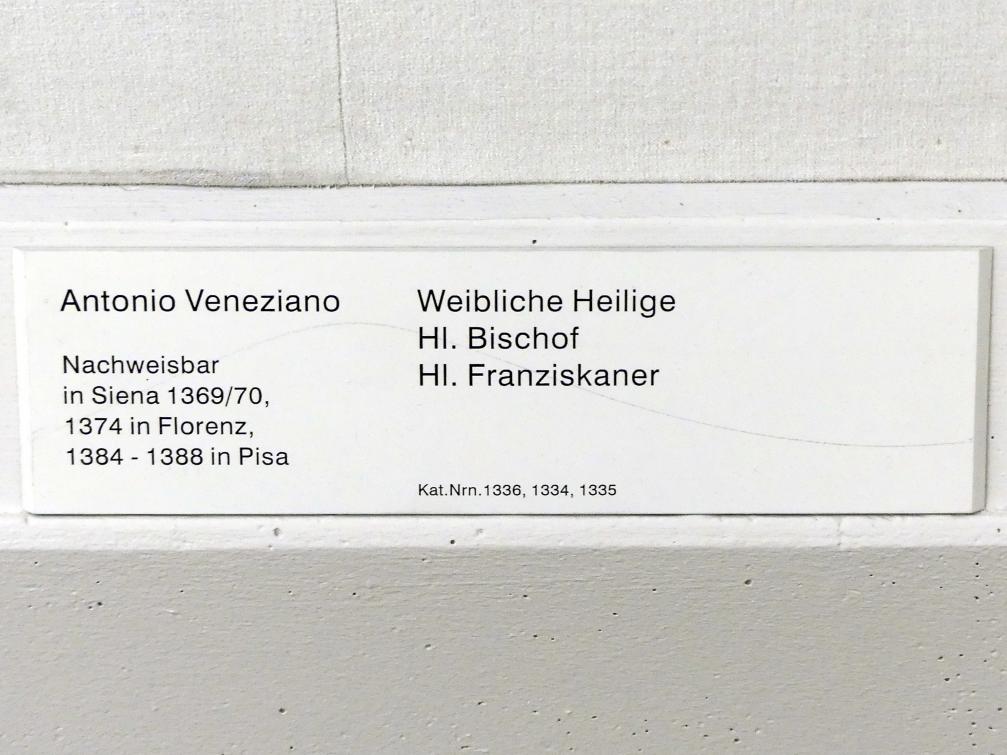 Antonio Veneziano
Nachweisbar
in Siena 1369/70,
1374 in Florenz,
1384 - 1388 in Pisa
Weibliche Heilige
Hl. Bischof
Hl. Franziskaner
Kat.Nrn.1336, 1334, 1335